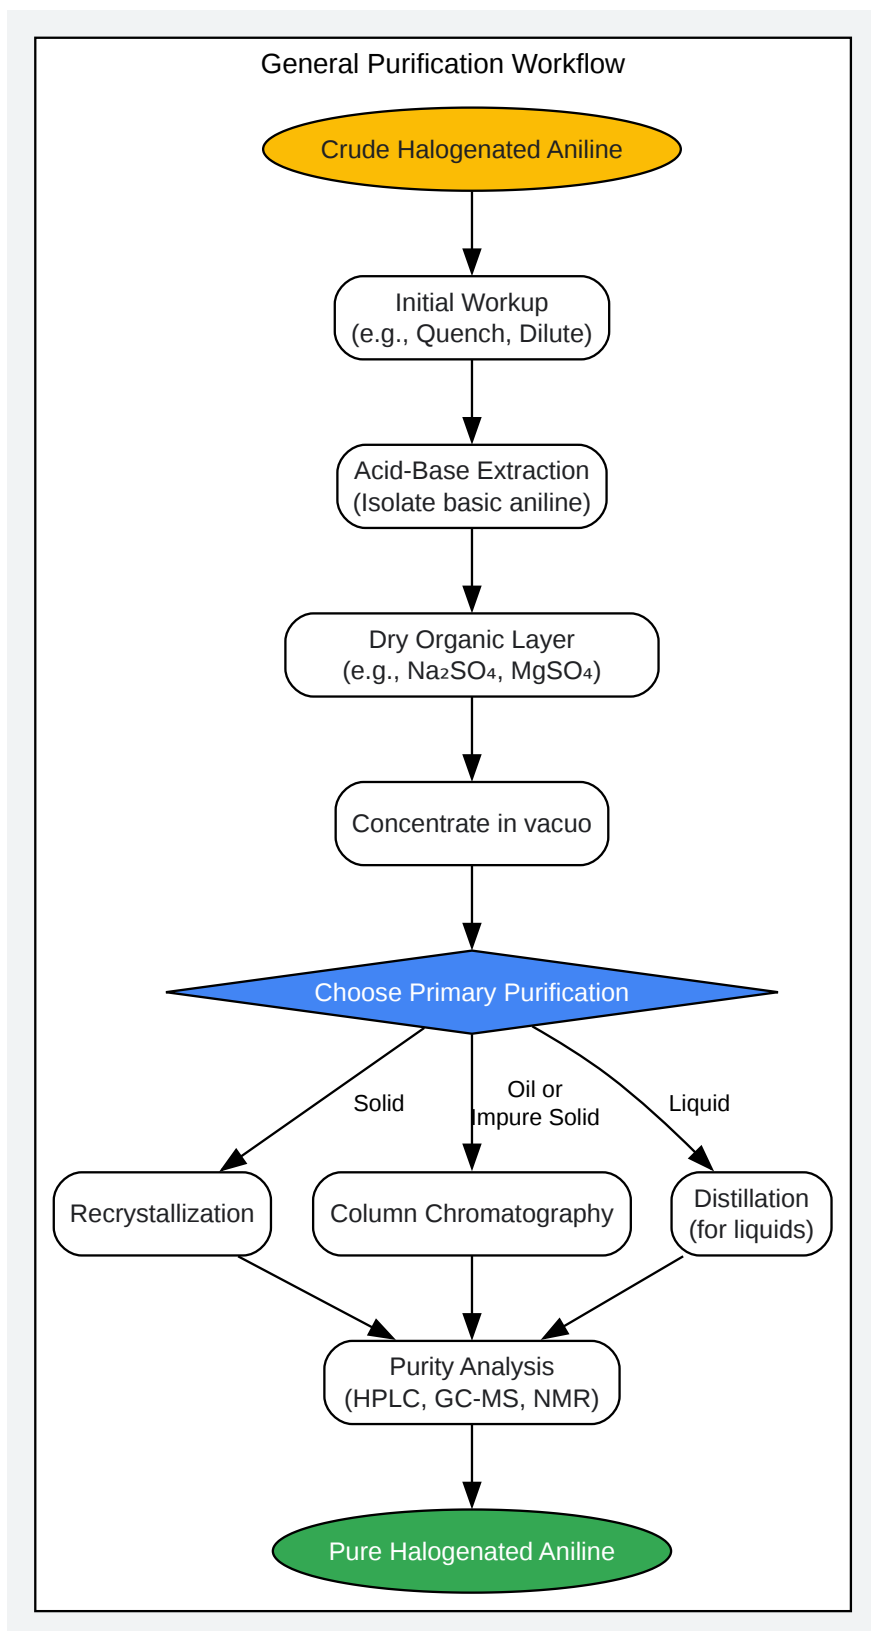 General Purification Workflow
Crude Halogenated Aniline
Initial Workup
(e.g., Quench, Dilute)
Acid-Base Extraction
(Isolate basic aniline)
Dry Organic Layer
(e.g., Na₂SO₄, MgSO₄)
Concentrate in vacuo
Choose Primary Purification
Solid
Oil or
Impure Solid
Liquid
Recrystallization
Column Chromatography
Distillation
(for liquids)
Purity Analysis
(HPLC, GC-MS, NMR)
Pure Halogenated Aniline